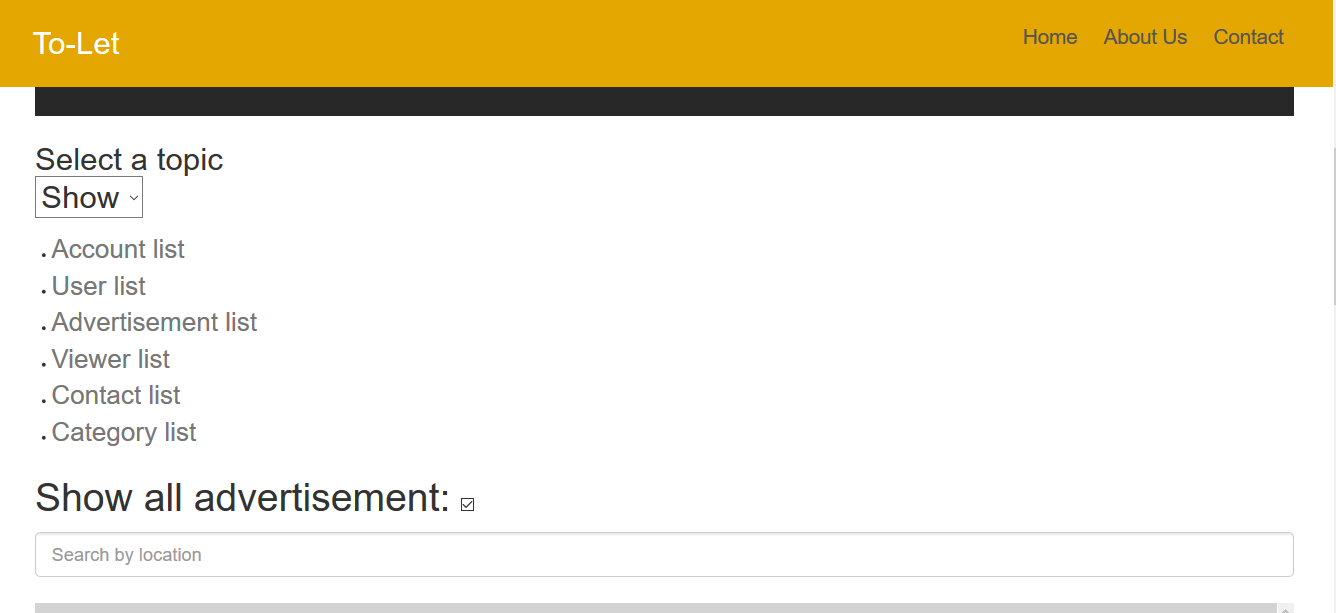 To-Let
Home About Us Contact
Select a topic
Show
Account list
User list
Advertisement list
Viewer list
Contact list
Category list
Show all advertisement:
Search by location